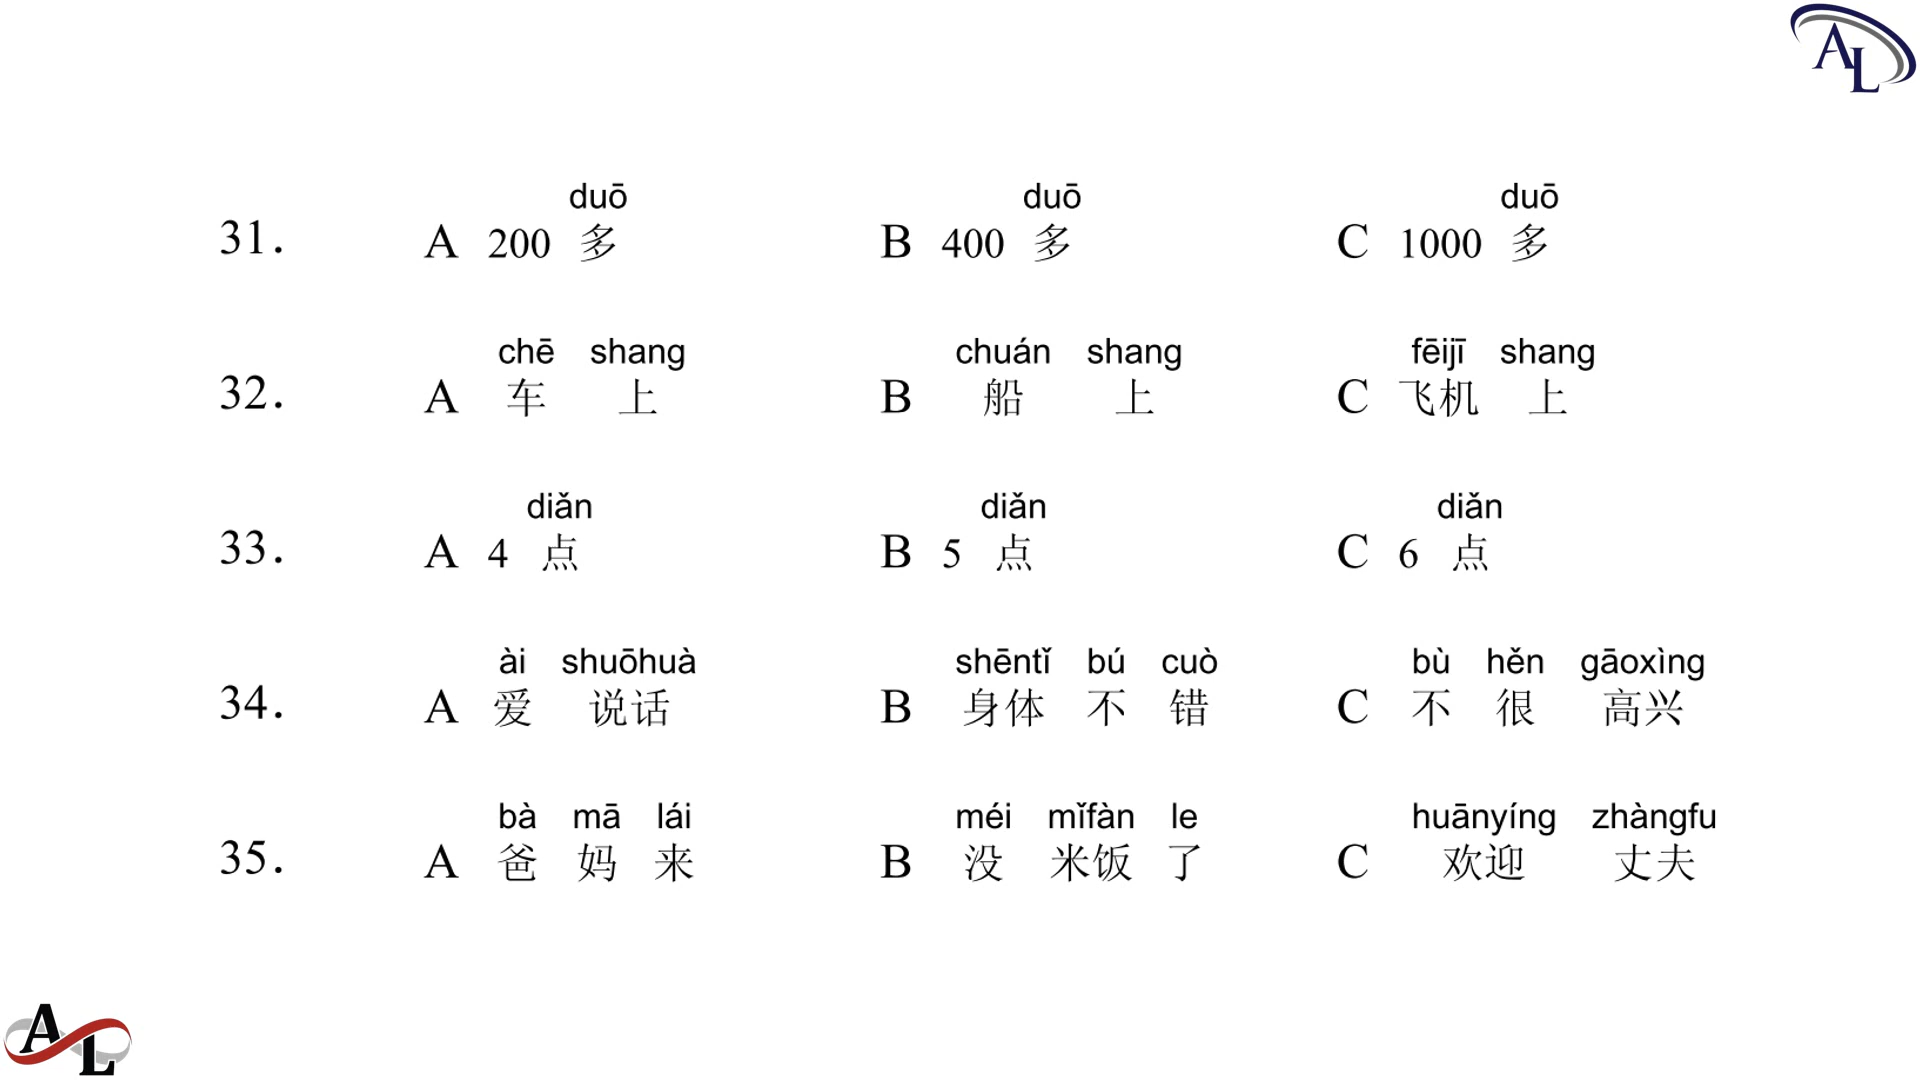 AL
duō duō duō
31. A 200 多 B 400 多 C 1000 多
chē shang chuán shang fēijī shang
32. A 车 上 B 船 上 C 飞机 上
diǎn diǎn diǎn
33. A 4 点 B 5 点 C 6 点
ài shuōhuà shēntǐ bú cuò bù hěn gāoxìng
34. A 爱 说话 B 身体 不 错 C 不 很 高兴
bà mā lái méi mǐfàn le huānyíng zhàngfu
35. A 爸 妈 来 B 没 米饭 了 C 欢迎 丈夫
AL